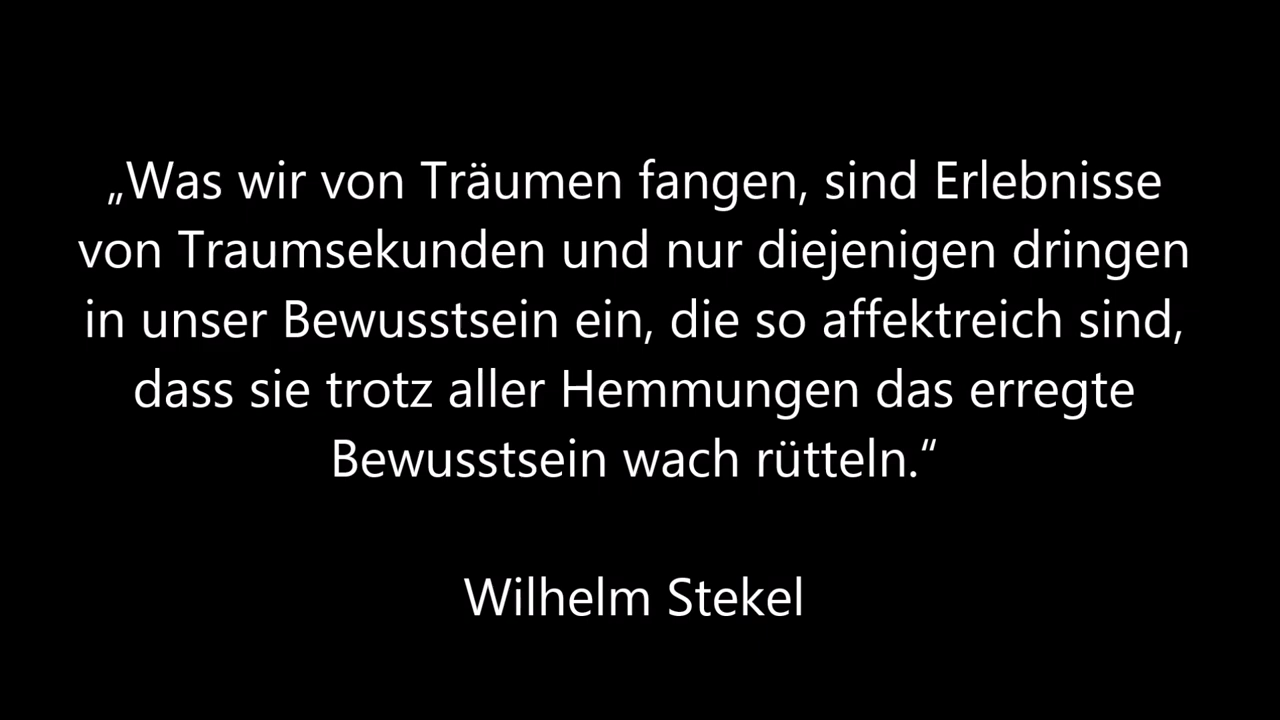 „Was wir von Träumen fangen, sind Erlebnisse
von Traumsekunden und nur diejenigen dringen
in unser Bewusstsein ein, die so affektreich sind,
dass sie trotz aller Hemmungen das erregte
Bewusstsein wach rütteln.“
Wilhelm Stekel